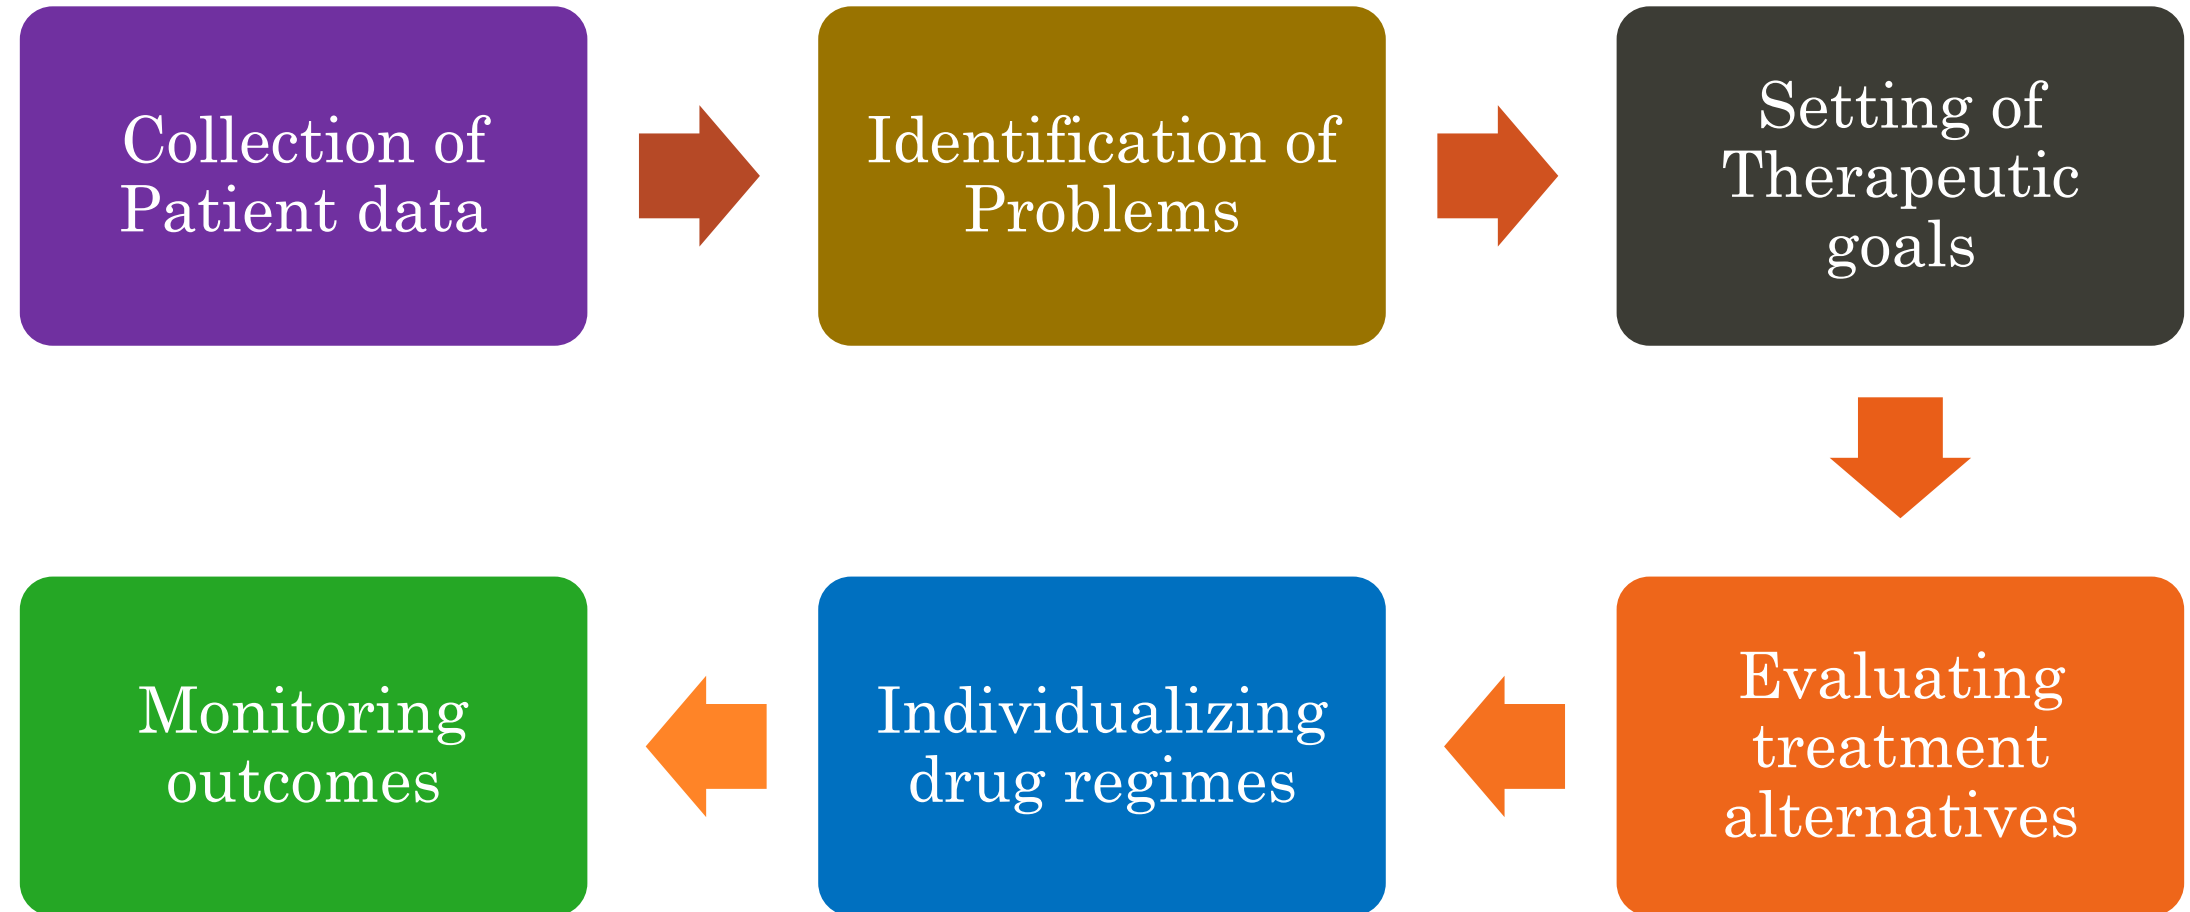 Collection of
Patient data
Identification of
Problems
Setting of
Therapeutic
goals
Evaluating
treatment
alternatives
Individualizing
drug regimes
Monitoring
outcomes